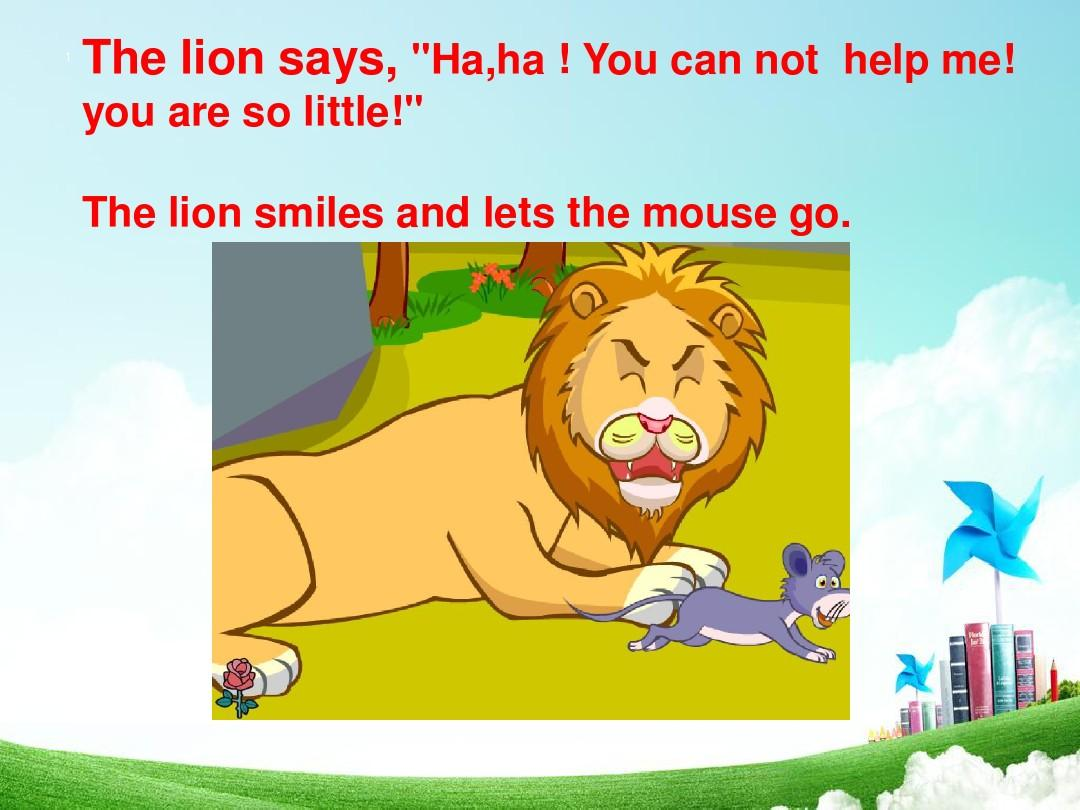 The lion says, "Ha,ha ! You can not  help me!
you are so little!"
The lion smiles and lets the mouse go.